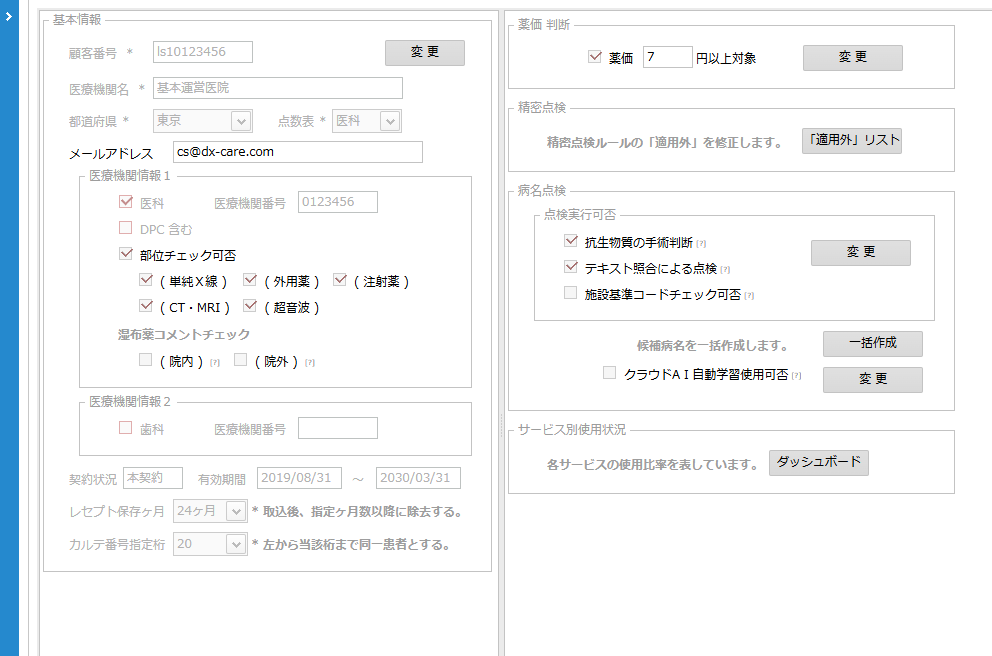 基本情報
顧客番号 * ls10123456 変 更
医療機関名 * 基本運営医院
都道府県 * 東京 点数表 * 医科
メールアドレス cs@dx-care.com
医療機関情報１
医科 医療機関番号 0123456
DPC 含む
部位チェック可否
( 単純Ｘ線 ) ( 外用薬 ) ( 注射薬 )
( CT・MRI ) ( 超音波 )
湿布薬コメントチェック
( 院内 ) [?] ( 院外 ) [?]
医療機関情報２
歯科 医療機関番号
契約状況 本契約 有効期間 2019/08/31 ～ 2030/03/31
レセプト保存ヶ月 24ヶ月 * 取込後、指定ヶ月数以降に除去する。
カルテ番号指定桁 20 * 左から当該桁まで同一患者とする。
薬価 判断
薬価 7 円以上対象 変 更
精密点検
精密点検ルールの「適用外」を修正します。 「適用外」リスト
病名点検
点検実行可否
抗生物質の手術判断 [?] 変 更
テキスト照合による点検 [?]
施設基準コードチェック可否 [?]
候補病名を一括作成します。 一括作成
クラウドAＩ自動学習使用可否 [?] 変 更
サービス別使用状況
各サービスの使用比率を表しています。 ダッシュボード